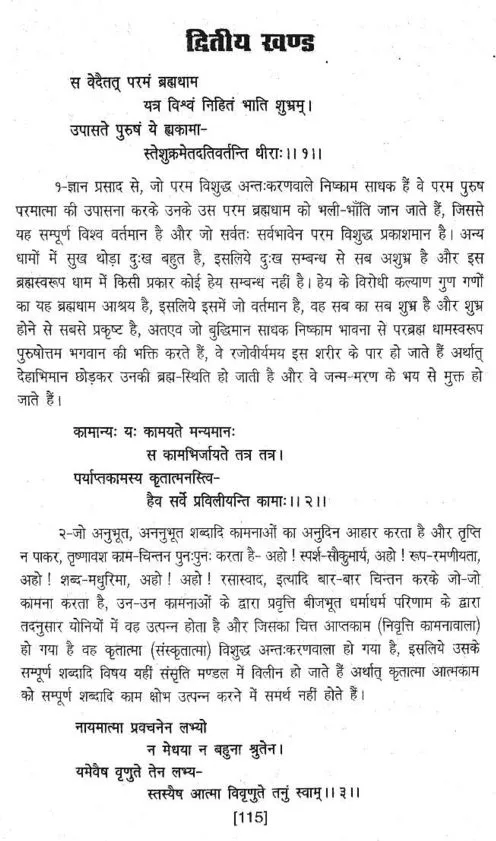 द्वितीय खण्ड
स वेदैतत् परमं ब्रह्मधाम
यत्र विश्वं निहितं भाति शुभ्रम्।
उपासते पुरुषं ये ह्यकामा-
स्तेशुक्रमेतदतिवर्तन्ति धीराः।। १।।
१-ज्ञान प्रसाद से, जो परम विशुद्ध अन्तःकरणवाले निष्काम साधक हैं वे परम पुरुष
परमात्मा की उपासना करके उनके उस परम ब्रह्मधाम को भली-भाँति जान जाते हैं, जिससे
यह सम्पूर्ण विश्व वर्तमान है और जो सर्वतः सर्वभावेन परम विशुद्ध प्रकाशमान है। अन्य
धामों में सुख थोड़ा दुःख बहुत है, इसलिये दुःख सम्बन्ध से सब अशुभ्र है और इस
ब्रह्मस्वरूप धाम में किसी प्रकार कोई हेय सम्बन्ध नहीं है। हेय के विरोधी कल्याण गुण गणों
का यह ब्रह्मधाम आश्रय है, इसलिये इसमें जो वर्तमान है, वह सब का सब शुभ्र है और शुभ्र
होने से सबसे प्रकृष्ट है, अतएव जो बुद्धिमान साधक निष्काम भावना से परब्रह्म धामस्वरूप
पुरुषोत्तम भगवान की भक्ति करते हैं, वे रजोवीर्यमय इस शरीर के पार हो जाते हैं अर्थात्
देहाभिमान छोड़कर उनकी ब्रह्म-स्थिति हो जाती है और वे जन्म-मरण के भय से मुक्त हो
जाते हैं।
कामान्यः यः कामयते मन्यमानः
स कामभिर्जायते तत्र तत्र।
पर्याप्तकामस्य कृतात्मनस्त्वि-
हैव सर्वे प्रविलीयन्ति कामाः।। २।।
२-जो अनुभूत, अननुभूत शब्दादि कामनाओं का अनुदिन आहार करता है और तृप्ति
न पाकर, तृष्णावश काम-चिन्तन पुनःपुनः करता है- अहो ! स्पर्श-सौकुमार्य, अहो ! रूप-रमणीयता,
अहो ! शब्द-मधुरिमा, अहो ! अहो ! रसास्वाद, इत्यादि बार-बार चिन्तन करके जो-जो
कामना करता है, उन-उन कामनाओं के द्वारा प्रवृत्ति बीजभूत धर्माधर्म परिणाम के द्वारा
तदनुसार योनियों में वह उत्पन्न होता है और जिसका चित्त आप्तकाम (निवृत्ति कामनावाला)
हो गया है वह कृतात्मा (संस्कृतात्मा) विशुद्ध अन्तःकरणवाला हो गया है, इसलिये उसके
सम्पूर्ण शब्दादि विषय यहीं संसृति मण्डल में विलीन हो जाते हैं अर्थात् कृतात्मा आत्मकाम
को सम्पूर्ण शब्दादि काम क्षोभ उत्पन्न करने में समर्थ नहीं होते हैं।
नायमात्मा प्रवचनेन लभ्यो
न मेधया न बहुना श्रुतेन।
यमेवैष वृणुते तेन लभ्य-
स्तस्यैष आत्मा विवृणुते तनुं स्वाम्।। ३।।
[115]